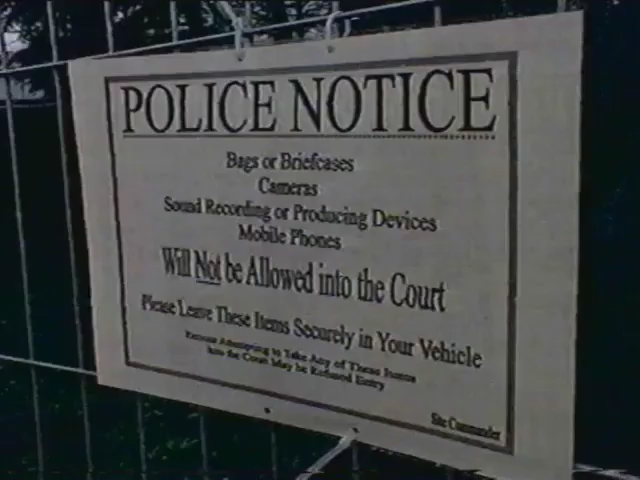 POLICE NOTICE
Bags or Briefcases
Cameras
Sound Recording or Producing Devices
Mobile Phones
Will Not be Allowed into the Court
Please Leave These Items Securely in Your Vehicle
Persons Attempting to Take Any of These Items
Into the Court May be Refused Entry
Site Commander